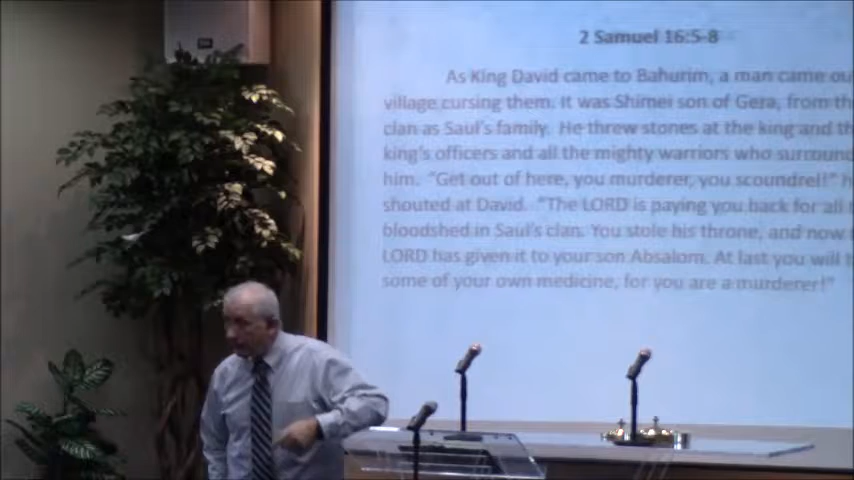 2 Samuel 16:5-8
As King David came to Bahurim, a man came
village cursing them. It was Shimei son of Gera, from
clan as Saul's family. He threw stones at the king and
king's officers and all the mighty warriors who
him. "Get out of here, you murderer, you scoundrel!"
shouted at David. "The LORD is paying you back for all
bloodshed in Saul's clan. You stole his throne, and now
LORD has given it to your son Absalom. At last you will
some of your own medicine, for you are a murderer!"